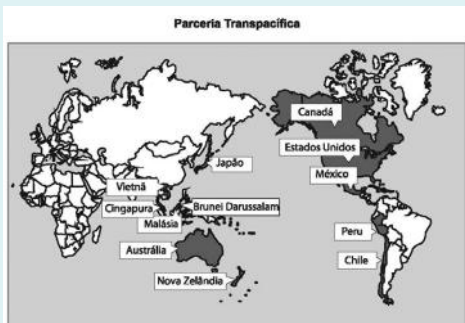 Parceria Transpacífica
Canadá
Estados Unidos
Japão
México
Vietnã
Cingapura
Brunei Darussalam
Malásia
Peru
Austrália
Chile
Nova Zelândia